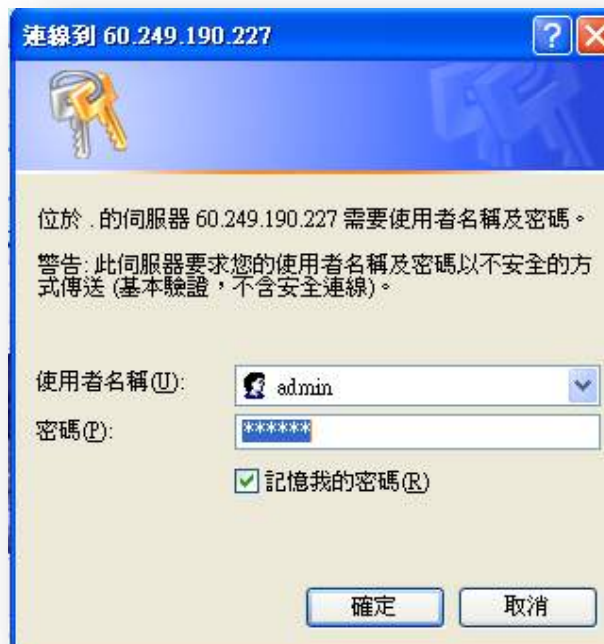 連線到 60.249.190.227
位於 . 的伺服器 60.249.190.227 需要使用者名稱及密碼。
警告: 此伺服器要求您的使用者名稱及密碼以不安全的方
式傳送 (基本驗證，不含安全連線)。
使用者名稱(U): admin
密碼(P): ******
記憶我的密碼(R)
確定 取消